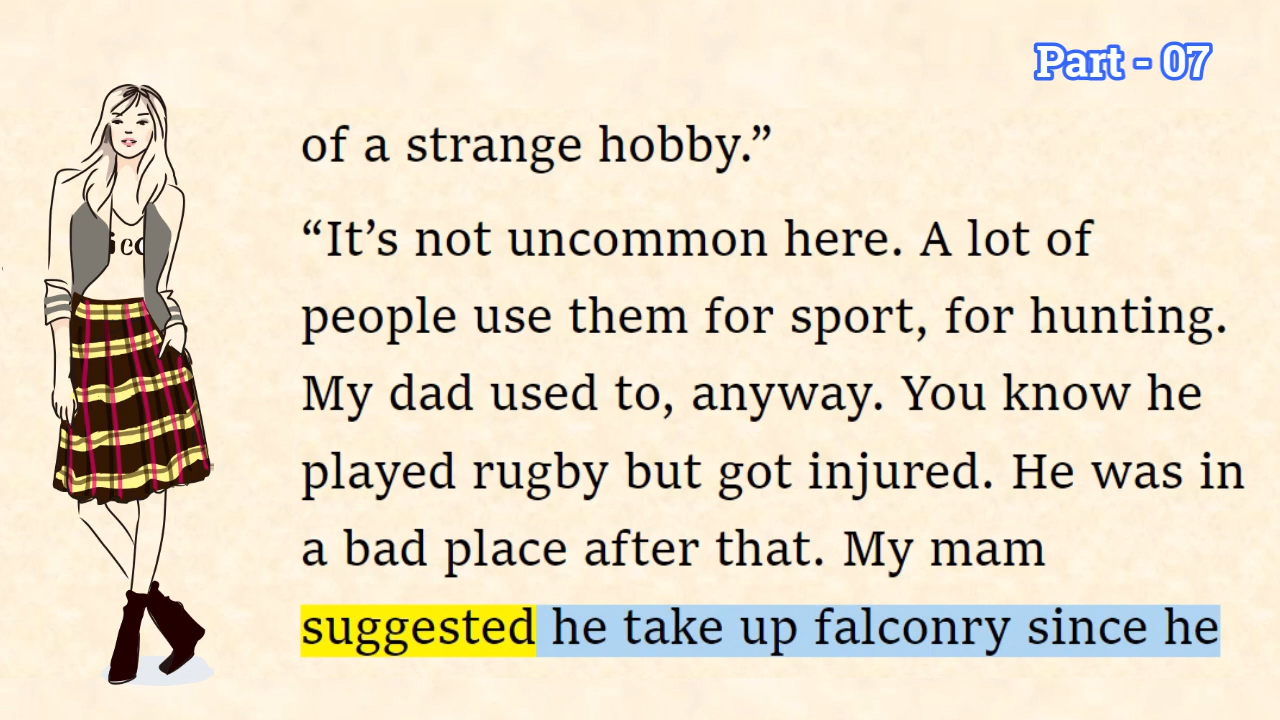 Part - 07
of a strange hobby.”
“It’s not uncommon here. A lot of
people use them for sport, for hunting.
My dad used to, anyway. You know he
played rugby but got injured. He was in
a bad place after that. My mam
suggested he take up falconry since he